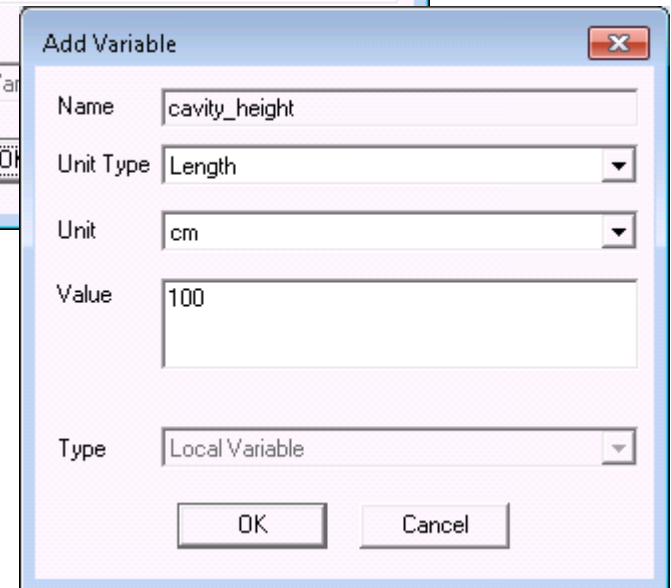 Add Variable
Name cavity_height
Unit Type Length
Unit cm
Value 100
Type Local Variable
OK Cancel